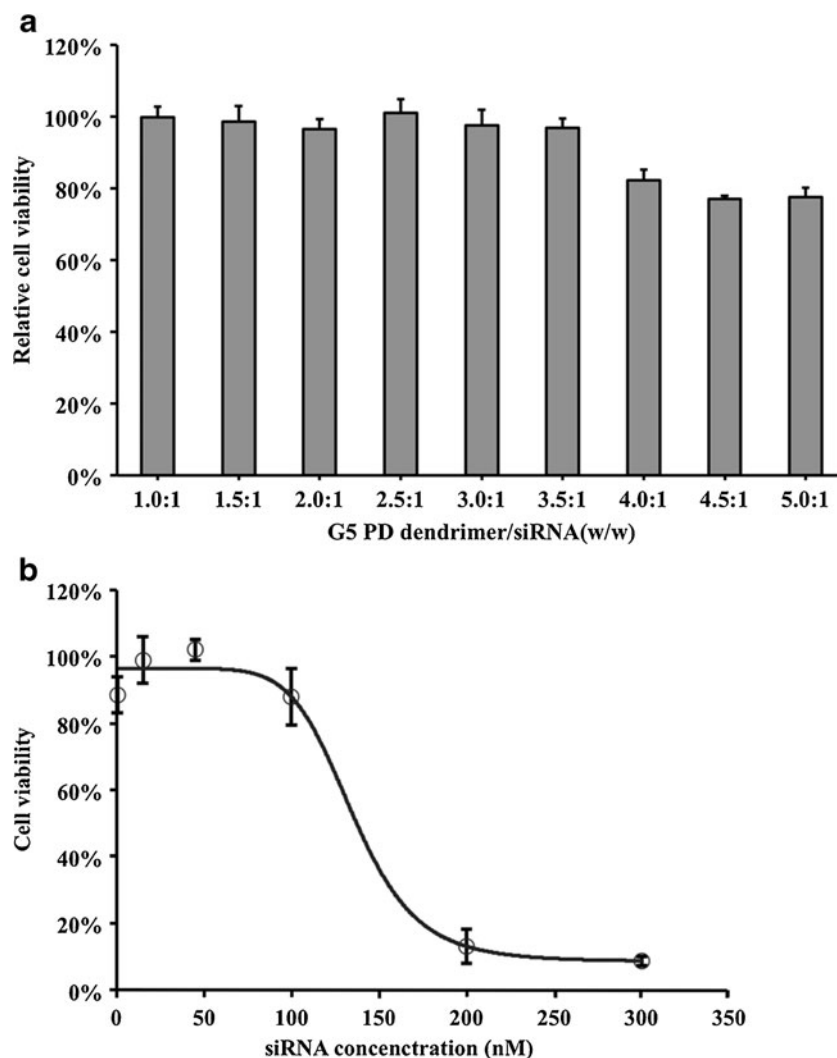 a
120%
100%
80%
60%
40%
20%
0%
Relative cell viability
1.0:1 1.5:1 2.0:1 2.5:1 3.0:1 3.5:1 4.0:1 4.5:1 5.0:1
G5 PD dendrimer/siRNA(w/w)
b
120%
100%
80%
60%
40%
20%
0%
Cell viability
0 50 100 150 200 250 300 350
siRNA concenctration (nM)